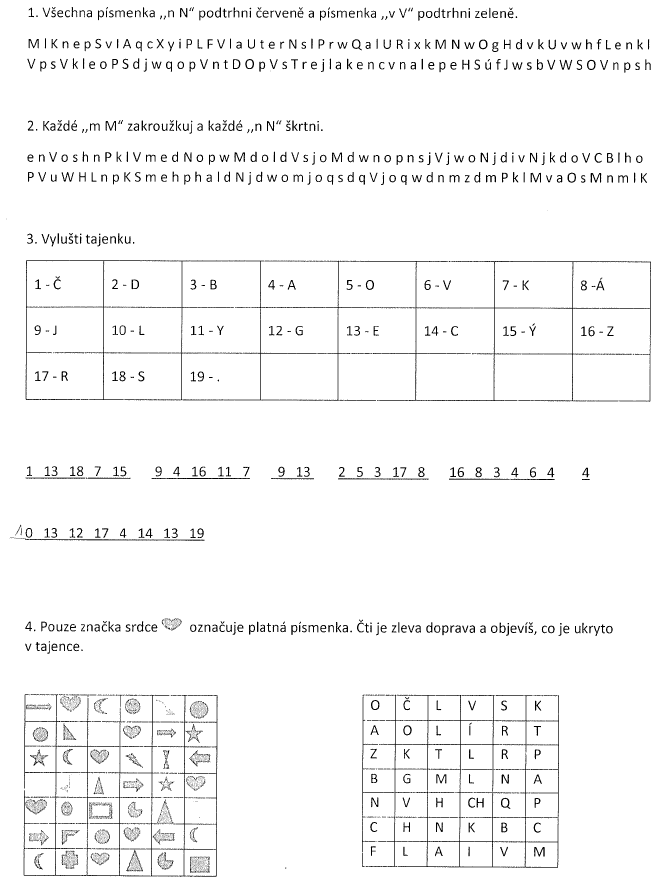 1. Všechna písmenka ,,n N" podtrhni červeně a písmenka ,,v V" podtrhni zeleně.
M l K n e p S v l A q c X y i P L F V l a U t e r N s l P r w Q a l U R i x k M N w O g H d v k U v w h f L e n k l
V p s V k l e o P S d j w q o p V n t D O p V s T r e j l a k e n c v n a l e p e H S ú f J w s b V W S O V n p s h
2. Každé ,,m M" zakroužkuj a každé ,,n N" škrtni.
e n V o s h n P k l V m e d N o p w M d o l d V s j o M d w n o p n s j V j w o N j d i v N j k d o V C B l h o
P V u W H L n p K S m e h p h a l d N j d w o m j o q s d q V j o q w d n m z d m P k l M v a O s M n m l K
3. Vylušti tajenku.
1 - Č 2 - D 3 - B 4 - A 5 - O 6 - V 7 - K 8 -Á
9 - J 10 - L 11 - Y 12 - G 13 - E 14 - C 15 - Ý 16 - Z
17 - R 18 - S 19 - .
1 13 18 7 15 9 4 16 11 7 9 13 2 5 3 17 8 16 8 3 4 6 4 4
10 13 12 17 4 14 13 19
4. Pouze značka srdce označuje platná písmenka. Čti je zleva doprava a objevíš, co je ukryto
v tajence.
O Č L V S K
A O L Í R T
Z K T L R P
B G M L N A
N V H CH Q P
C H N K B C
F L A I V M